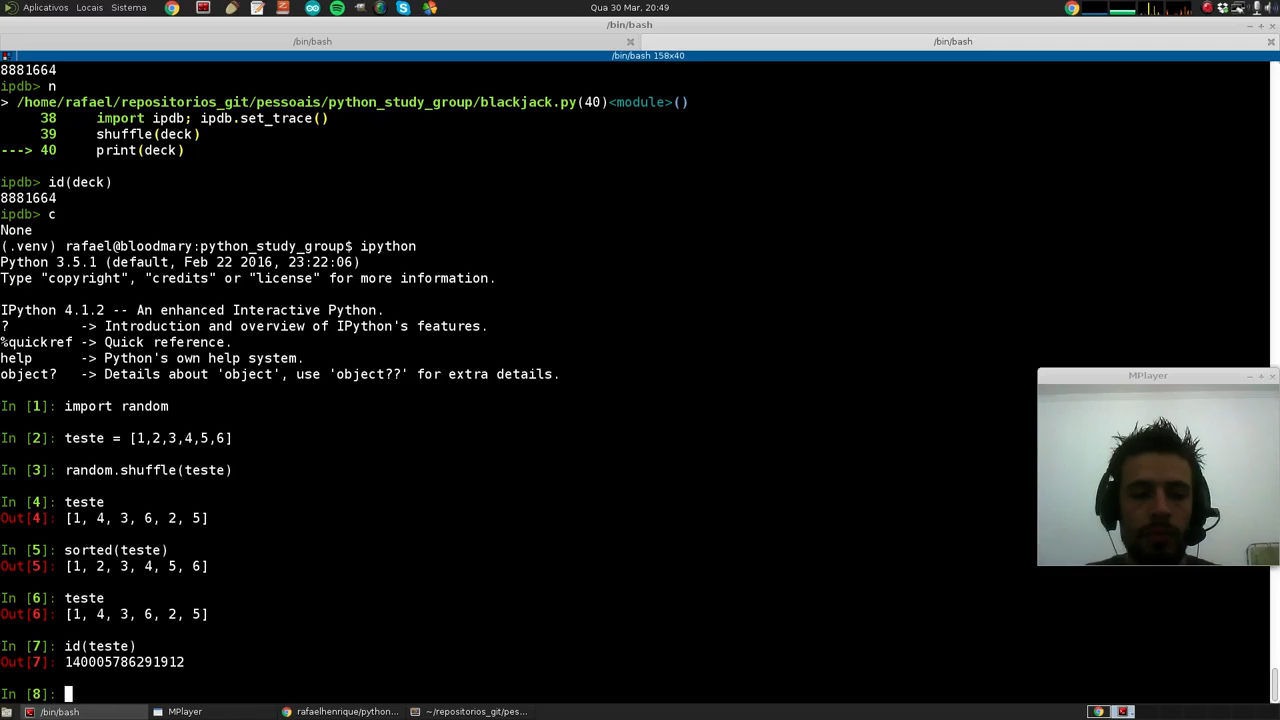 Aplicativos Locais Sistema
Qua 30 Mar, 20:49
/bin/bash
/bin/bash
/bin/bash
/bin/bash 158x40
8881664
ipdb> n
> /home/rafael/repositorios_git/pessoais/python_study_group/blackjack.py(40)<module>()
38 import ipdb; ipdb.set_trace()
39 shuffle(deck)
---> 40 print(deck)
ipdb> id(deck)
8881664
ipdb> c
None
(.venv) rafael@bloodmary:python_study_group$ ipython
Python 3.5.1 (default, Feb 22 2016, 23:22:06)
Type "copyright", "credits" or "license" for more information.
IPython 4.1.2 -- An enhanced Interactive Python.
? -> Introduction and overview of IPython's features.
%quickref -> Quick reference.
help -> Python's own help system.
object? -> Details about 'object', use 'object??' for extra details.
In [1]: import random
In [2]: teste = [1,2,3,4,5,6]
In [3]: random.shuffle(teste)
In [4]: teste
Out[4]: [1, 4, 3, 6, 2, 5]
In [5]: sorted(teste)
Out[5]: [1, 2, 3, 4, 5, 6]
In [6]: teste
Out[6]: [1, 4, 3, 6, 2, 5]
In [7]: id(teste)
Out[7]: 140005786291912
In [8]:
MPlayer
/bin/bash
MPlayer
rafaelhenrique/python...
~/repositorios_git/pes...